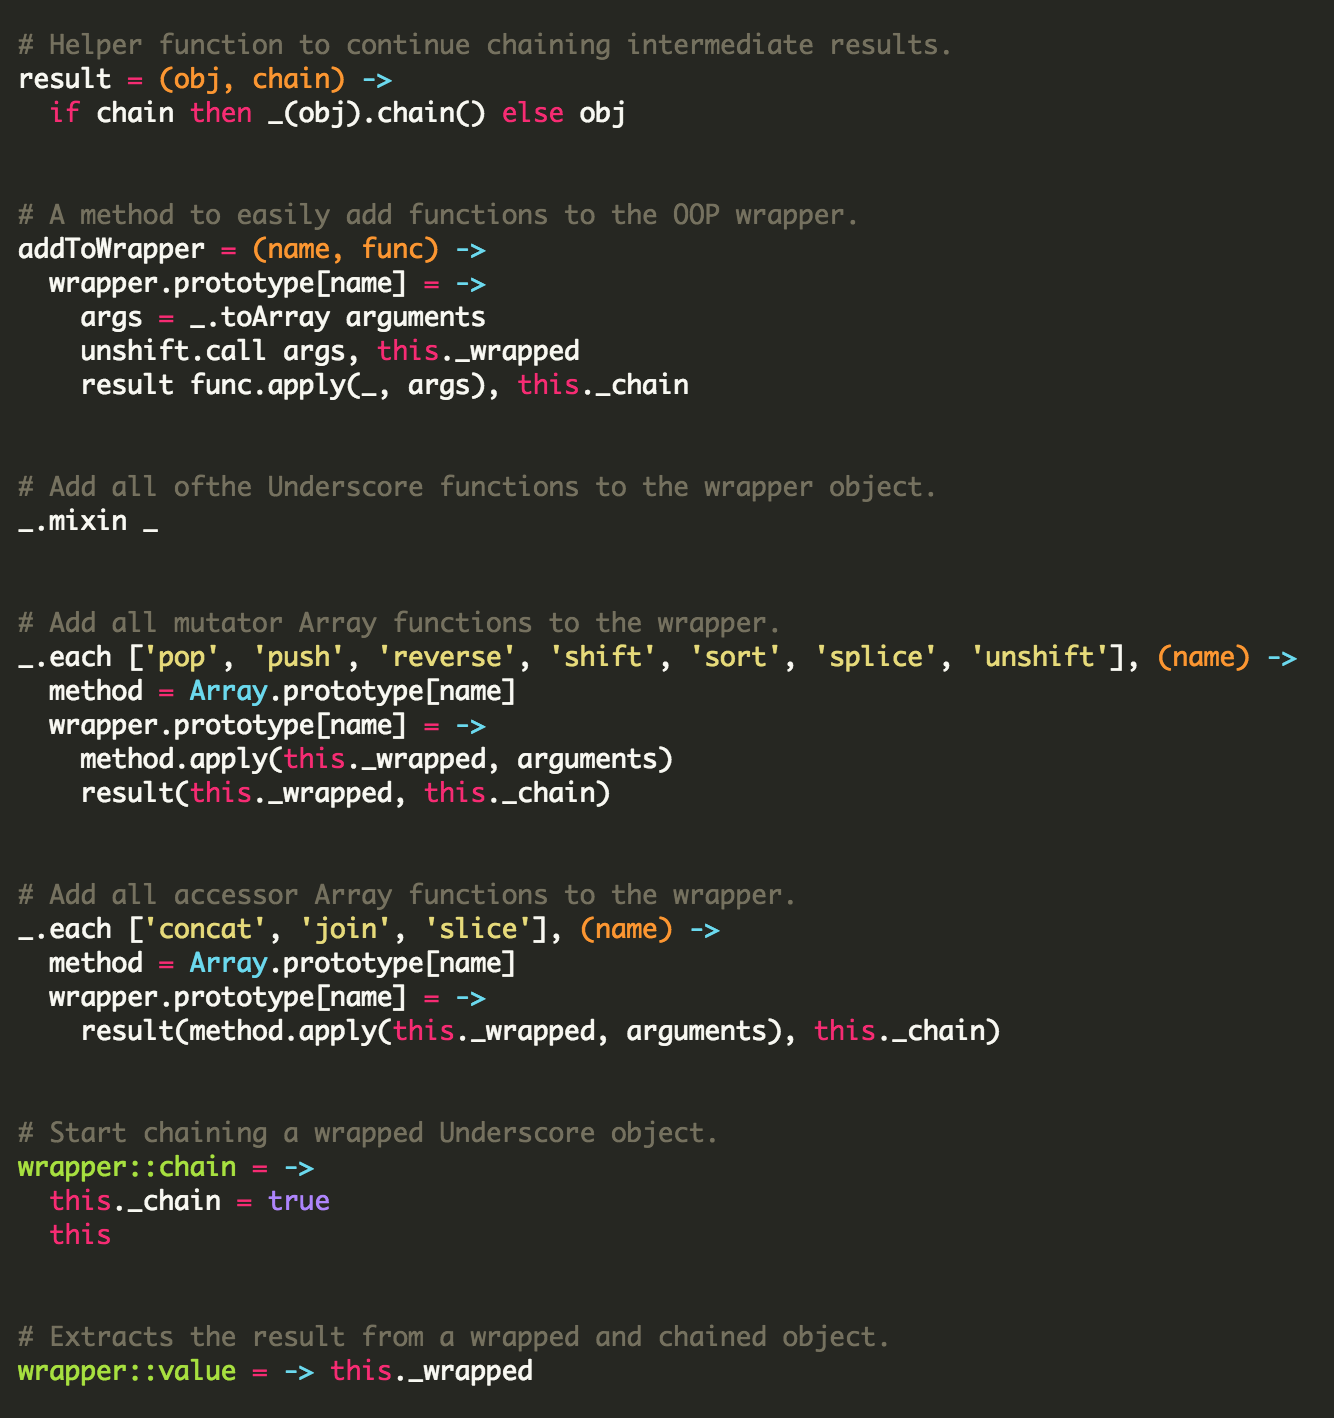 # Helper function to continue chaining intermediate results.
result = (obj, chain) ->
  if chain then _(obj).chain() else obj
# A method to easily add functions to the OOP wrapper.
addToWrapper = (name, func) ->
  wrapper.prototype[name] = ->
    args = _.toArray arguments
    unshift.call args, this._wrapped
    result func.apply(_, args), this._chain
# Add all ofthe Underscore functions to the wrapper object.
_.mixin _
# Add all mutator Array functions to the wrapper.
_.each ['pop', 'push', 'reverse', 'shift', 'sort', 'splice', 'unshift'], (name) ->
  method = Array.prototype[name]
  wrapper.prototype[name] = ->
    method.apply(this._wrapped, arguments)
    result(this._wrapped, this._chain)
# Add all accessor Array functions to the wrapper.
_.each ['concat', 'join', 'slice'], (name) ->
  method = Array.prototype[name]
  wrapper.prototype[name] = ->
    result(method.apply(this._wrapped, arguments), this._chain)
# Start chaining a wrapped Underscore object.
wrapper::chain = ->
  this._chain = true
  this
# Extracts the result from a wrapped and chained object.
wrapper::value = -> this._wrapped